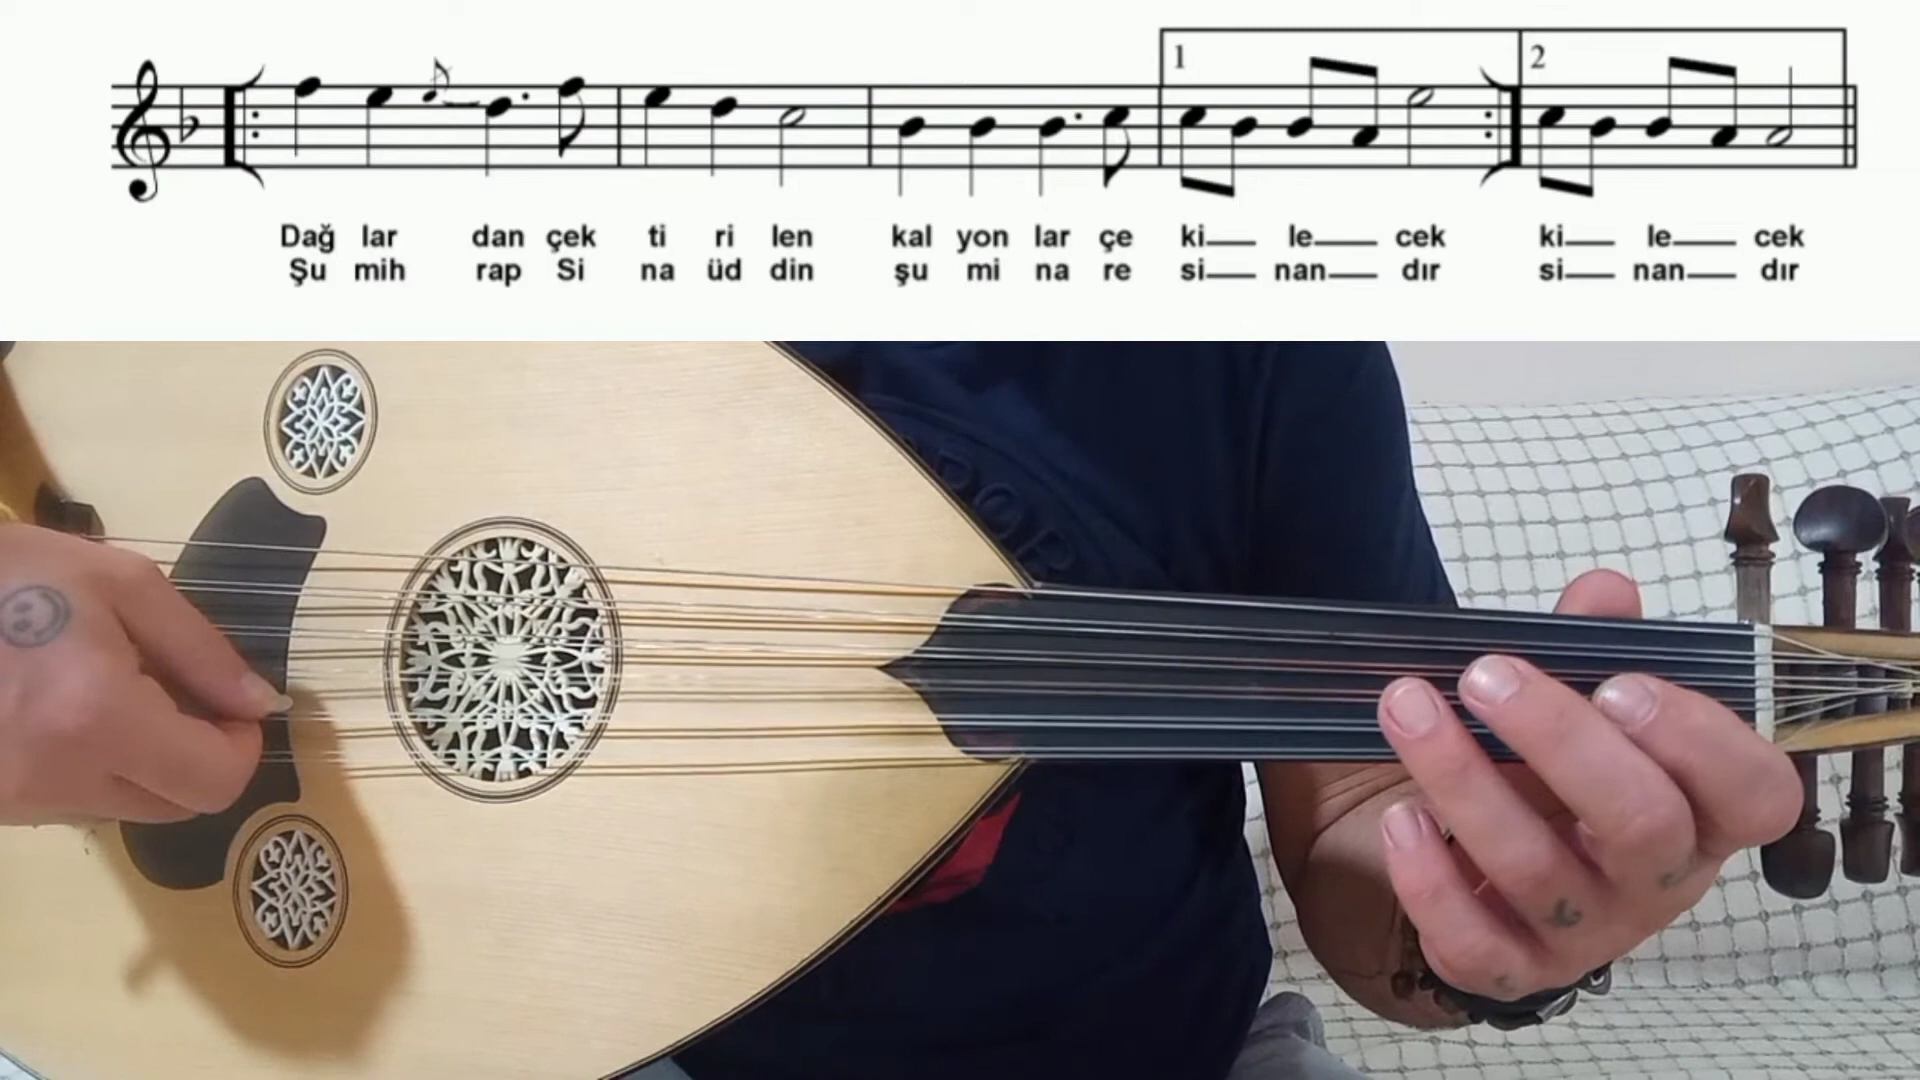 1 2
Dağ lar dan çek ti ri len kal yon lar çe ki le cek ki le cek
Şu mih rap Si na üd din şu mi na re si nan dır si nan dır